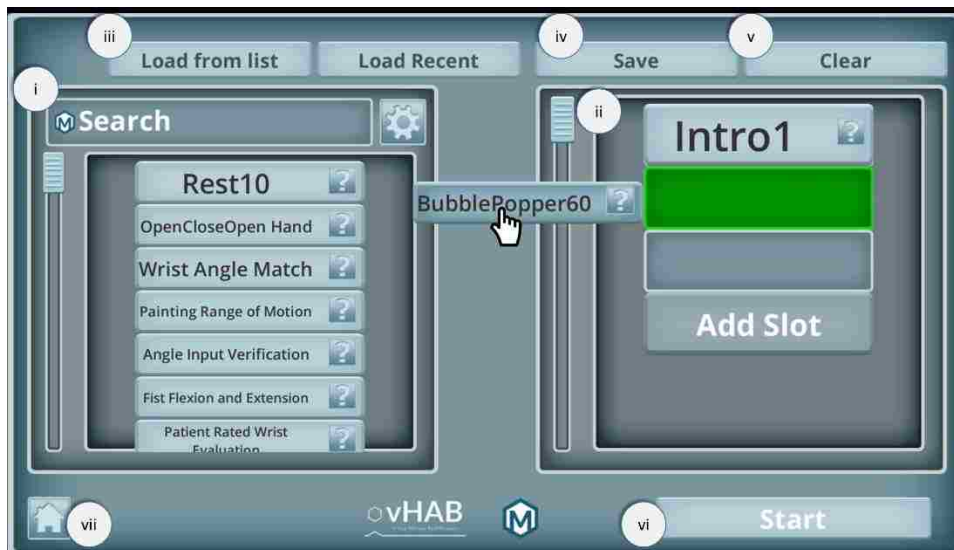 iii
iv
v
Load from list
Load Recent
Save
Clear
i
ii
Search
Intro1 ?
Rest10 ?
BubblePopper60 ?
OpenCloseOpen Hand ?
Wrist Angle Match ?
Painting Range of Motion ?
Angle Input Verification ?
Add Slot
Fist Flexion and Extension ?
Patient Rated Wrist
Evaluation ?
vii
vHAB
M
vi
Start